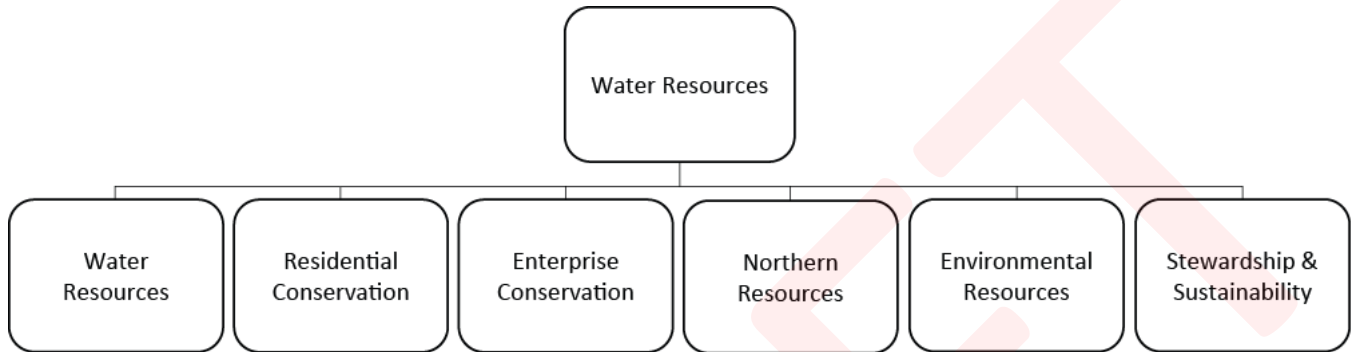 Water Resources
Water
Resources
Residential
Conservation
Enterprise
Conservation
Northern
Resources
Environmental
Resources
Stewardship &
Sustainability